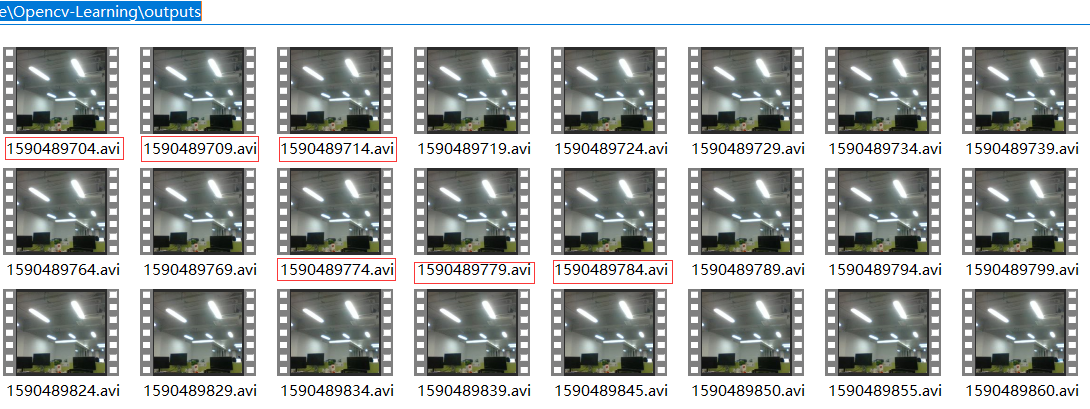 e\Opencv-Learning\outputs
1590489704.avi 1590489709.avi 1590489714.avi 1590489719.avi 1590489724.avi 1590489729.avi 1590489734.avi 1590489739.avi
1590489764.avi 1590489769.avi 1590489774.avi 1590489779.avi 1590489784.avi 1590489789.avi 1590489794.avi 1590489799.avi
1590489824.avi 1590489829.avi 1590489834.avi 1590489839.avi 1590489845.avi 1590489850.avi 1590489855.avi 1590489860.avi